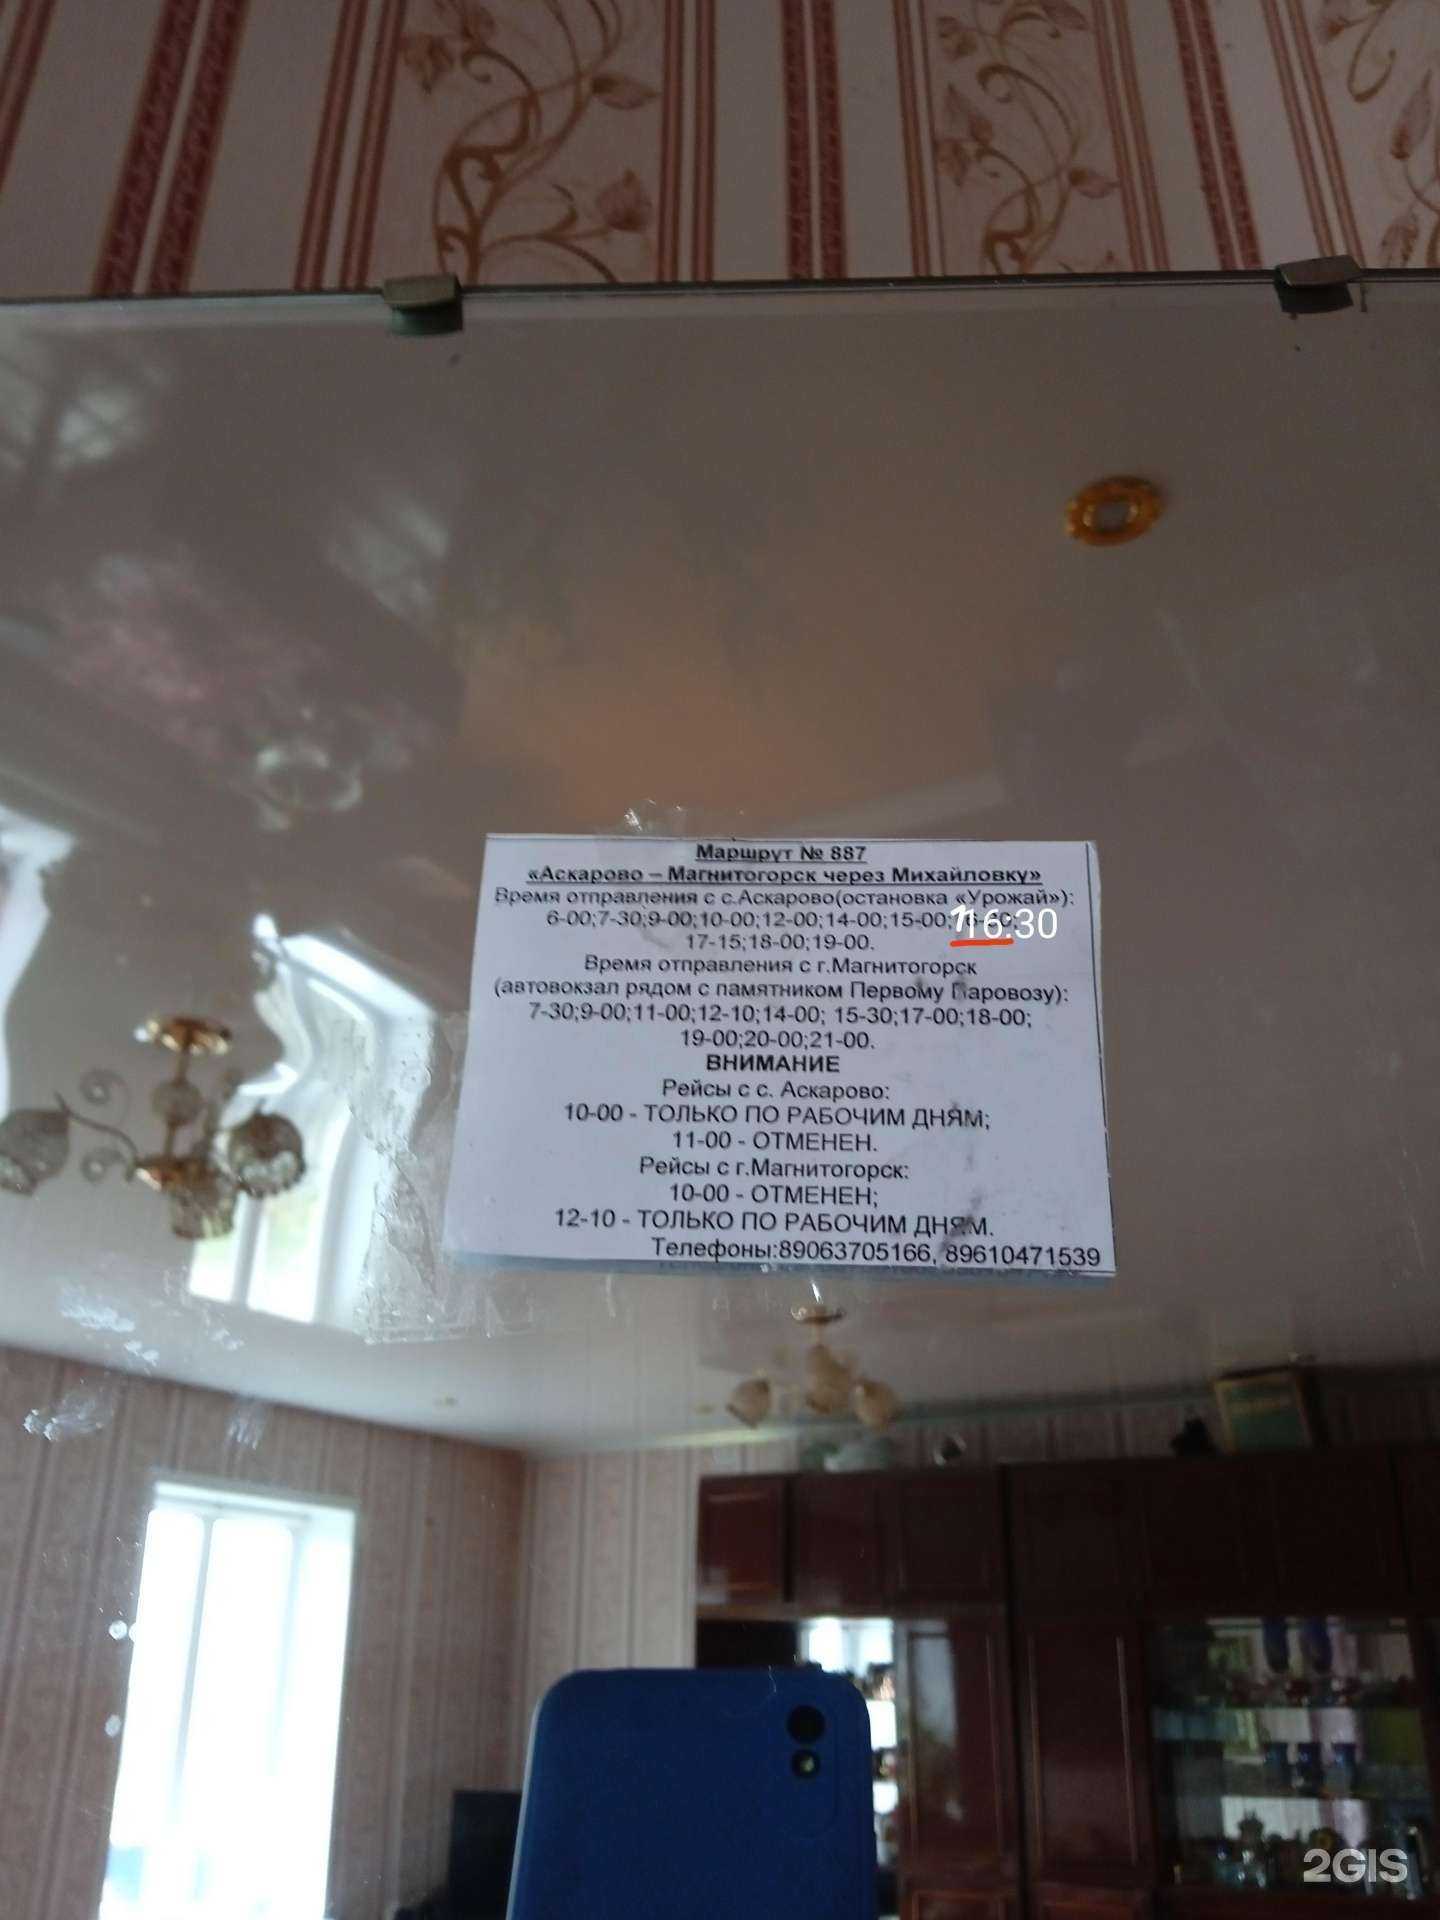 Маршрут № 887
«Аскарово – Магнитогорск через Михайловку»
Время отправления с с.Аскарово(остановка «Урожай»):
6-00;7-30;9-00;10-00;12-00;14-00;15-00; 16:30
17-15;18-00;19-00.
Время отправления с г.Магнитогорск
(автовокзал рядом с памятником Первому Паровозу):
7-30;9-00;11-00;12-10;14-00; 15-30;17-00;18-00;
19-00;20-00;21-00.
ВНИМАНИЕ
Рейсы с с. Аскарово:
10-00 - ТОЛЬКО ПО РАБОЧИМ ДНЯМ;
11-00 - ОТМЕНЕН.
Рейсы с г.Магнитогорск:
10-00 - ОТМЕНЕН;
12-10 - ТОЛЬКО ПО РАБОЧИМ ДНЯМ.
Телефоны:89063705166, 89610471539
2GIS